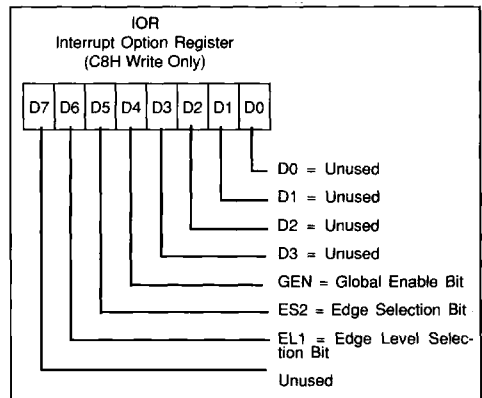 IOR
Interrupt Option Register
(C8H Write Only)
D7 D6 D5 D4 D3 D2 D1 D0
D0 = Unused
D1 = Unused
D2 = Unused
D3 = Unused
GEN = Global Enable Bit
ES2 = Edge Selection Bit
EL1 = Edge Level Selec-
tion Bit
Unused